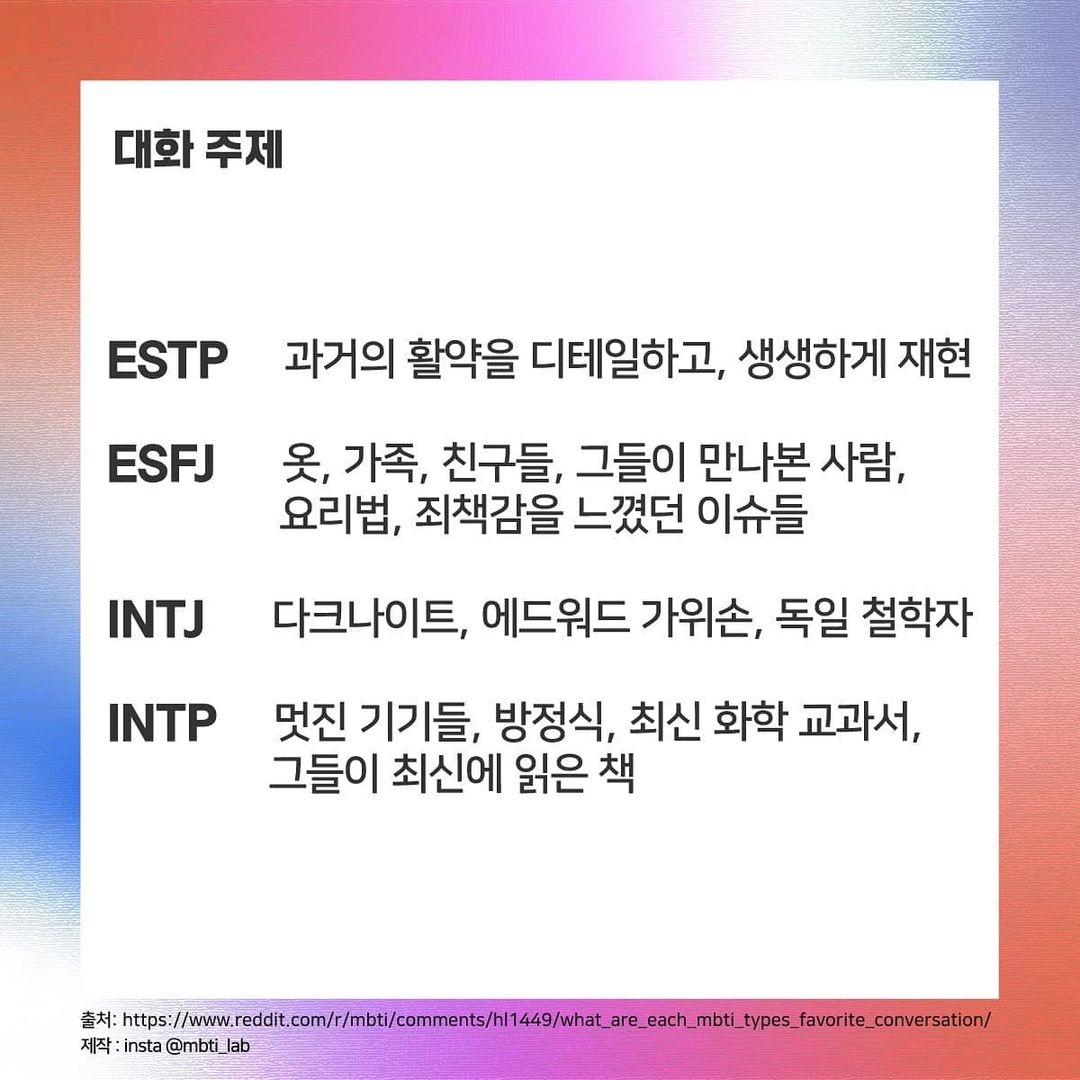 대화 주제
ESTP 과거의 활약을 디테일하고, 생생하게 재현
ESFJ 옷, 가족, 친구들, 그들이 만나본 사람,
요리법, 죄책감을 느꼈던 이슈들
INTJ 다크나이트, 에드워드 가위손, 독일 철학자
INTP 멋진 기기들, 방정식, 최신 화학 교과서,
그들이 최신에 읽은 책
출처: https://www.reddit.com/r/mbti/comments/hl1449/what_are_each_mbti_types_favorite_conversation/
제작 : insta @mbti_lab